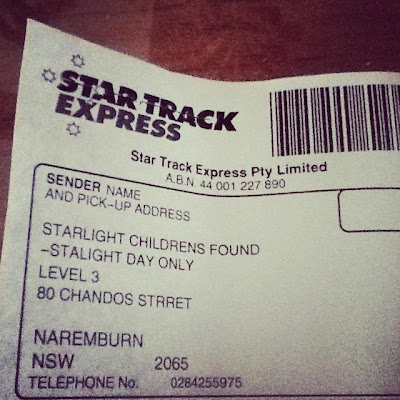 STAR TRACK
EXPRESS
Star Track Express Pty Limited
A.B.N. 44 001 227 890
SENDER NAME
AND PICK-UP ADDRESS
STARLIGHT CHILDRENS FOUND
-STALIGHT DAY ONLY
LEVEL 3
80 CHANDOS STRRET
NAREMBURN
NSW 2065
TELEPHONE No. 0284255975